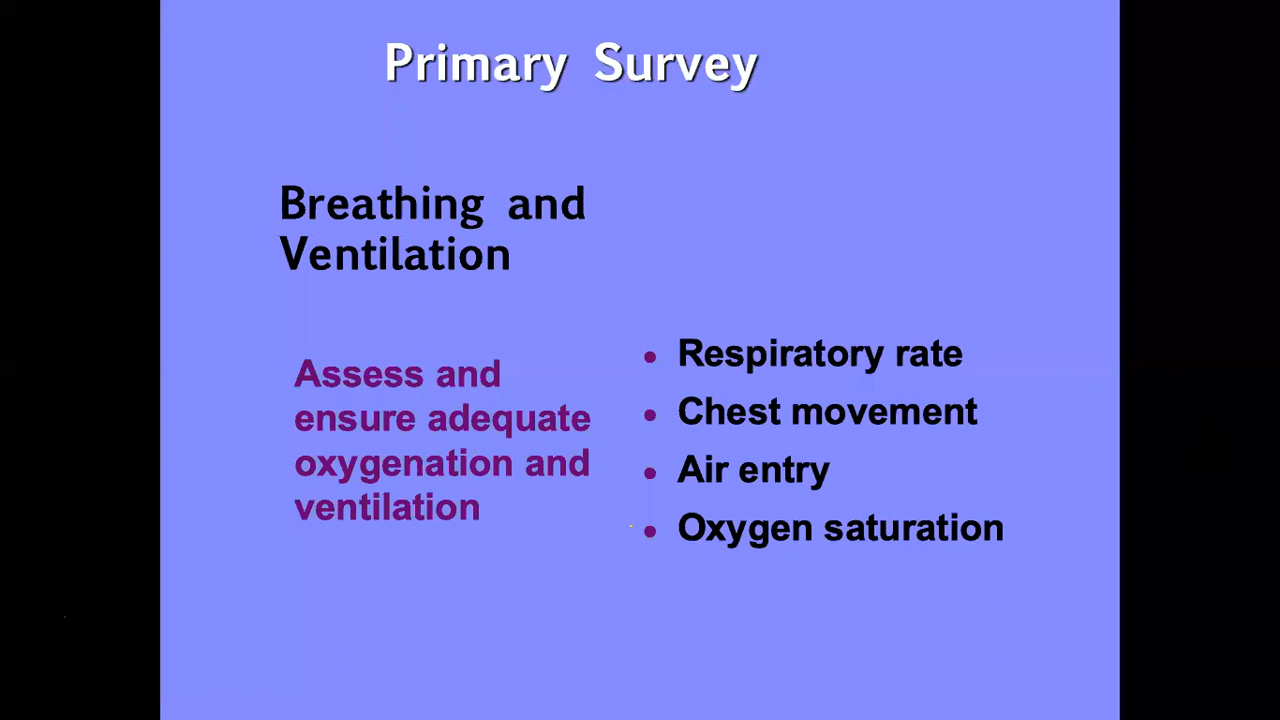 Primary Survey
Breathing and
Ventilation
Assess and
ensure adequate
oxygenation and
ventilation
• Respiratory rate
• Chest movement
• Air entry
• Oxygen saturation